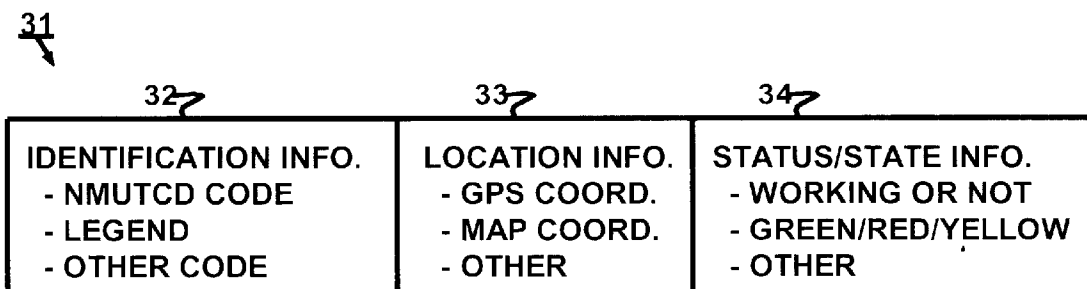 31
32 33 34
IDENTIFICATION INFO. LOCATION INFO. STATUS/STATE INFO.
- NMUTCD CODE - GPS COORD. - WORKING OR NOT
- LEGEND - MAP COORD. - GREEN/RED/YELLOW
- OTHER CODE - OTHER - OTHER